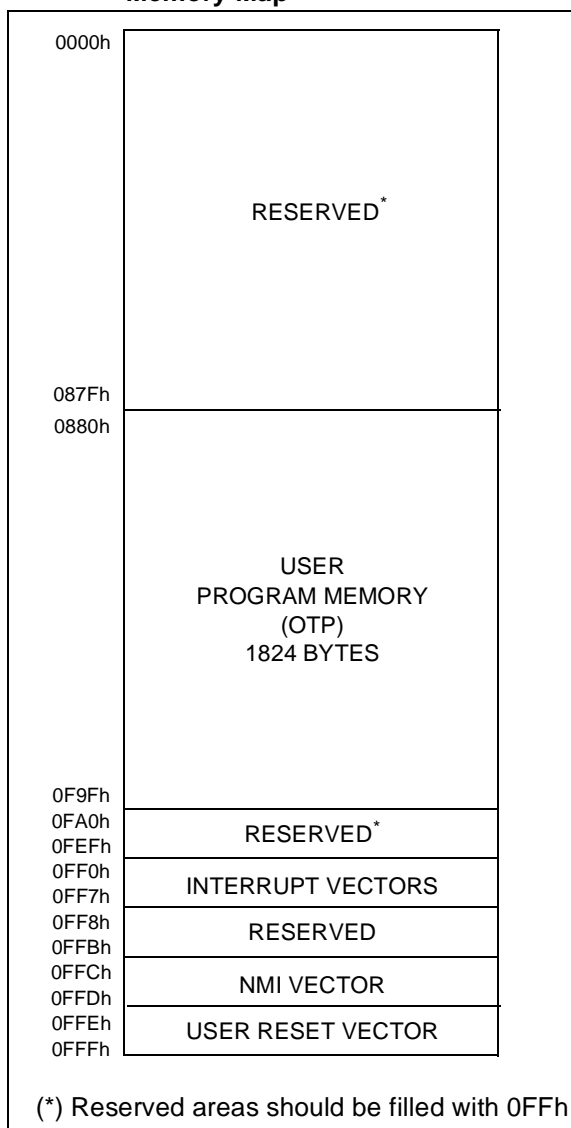 Memory Map
0000h
RESERVED*
087Fh
0880h
USER
PROGRAM MEMORY
(OTP)
1824 BYTES
0F9Fh
0FA0h
RESERVED*
0FEFh
0FF0h
INTERRUPT VECTORS
0FF7h
0FF8h
RESERVED
0FFBh
0FFCh
NMI VECTOR
0FFDh
0FFEh
USER RESET VECTOR
0FFFh
(*) Reserved areas should be filled with 0FFh